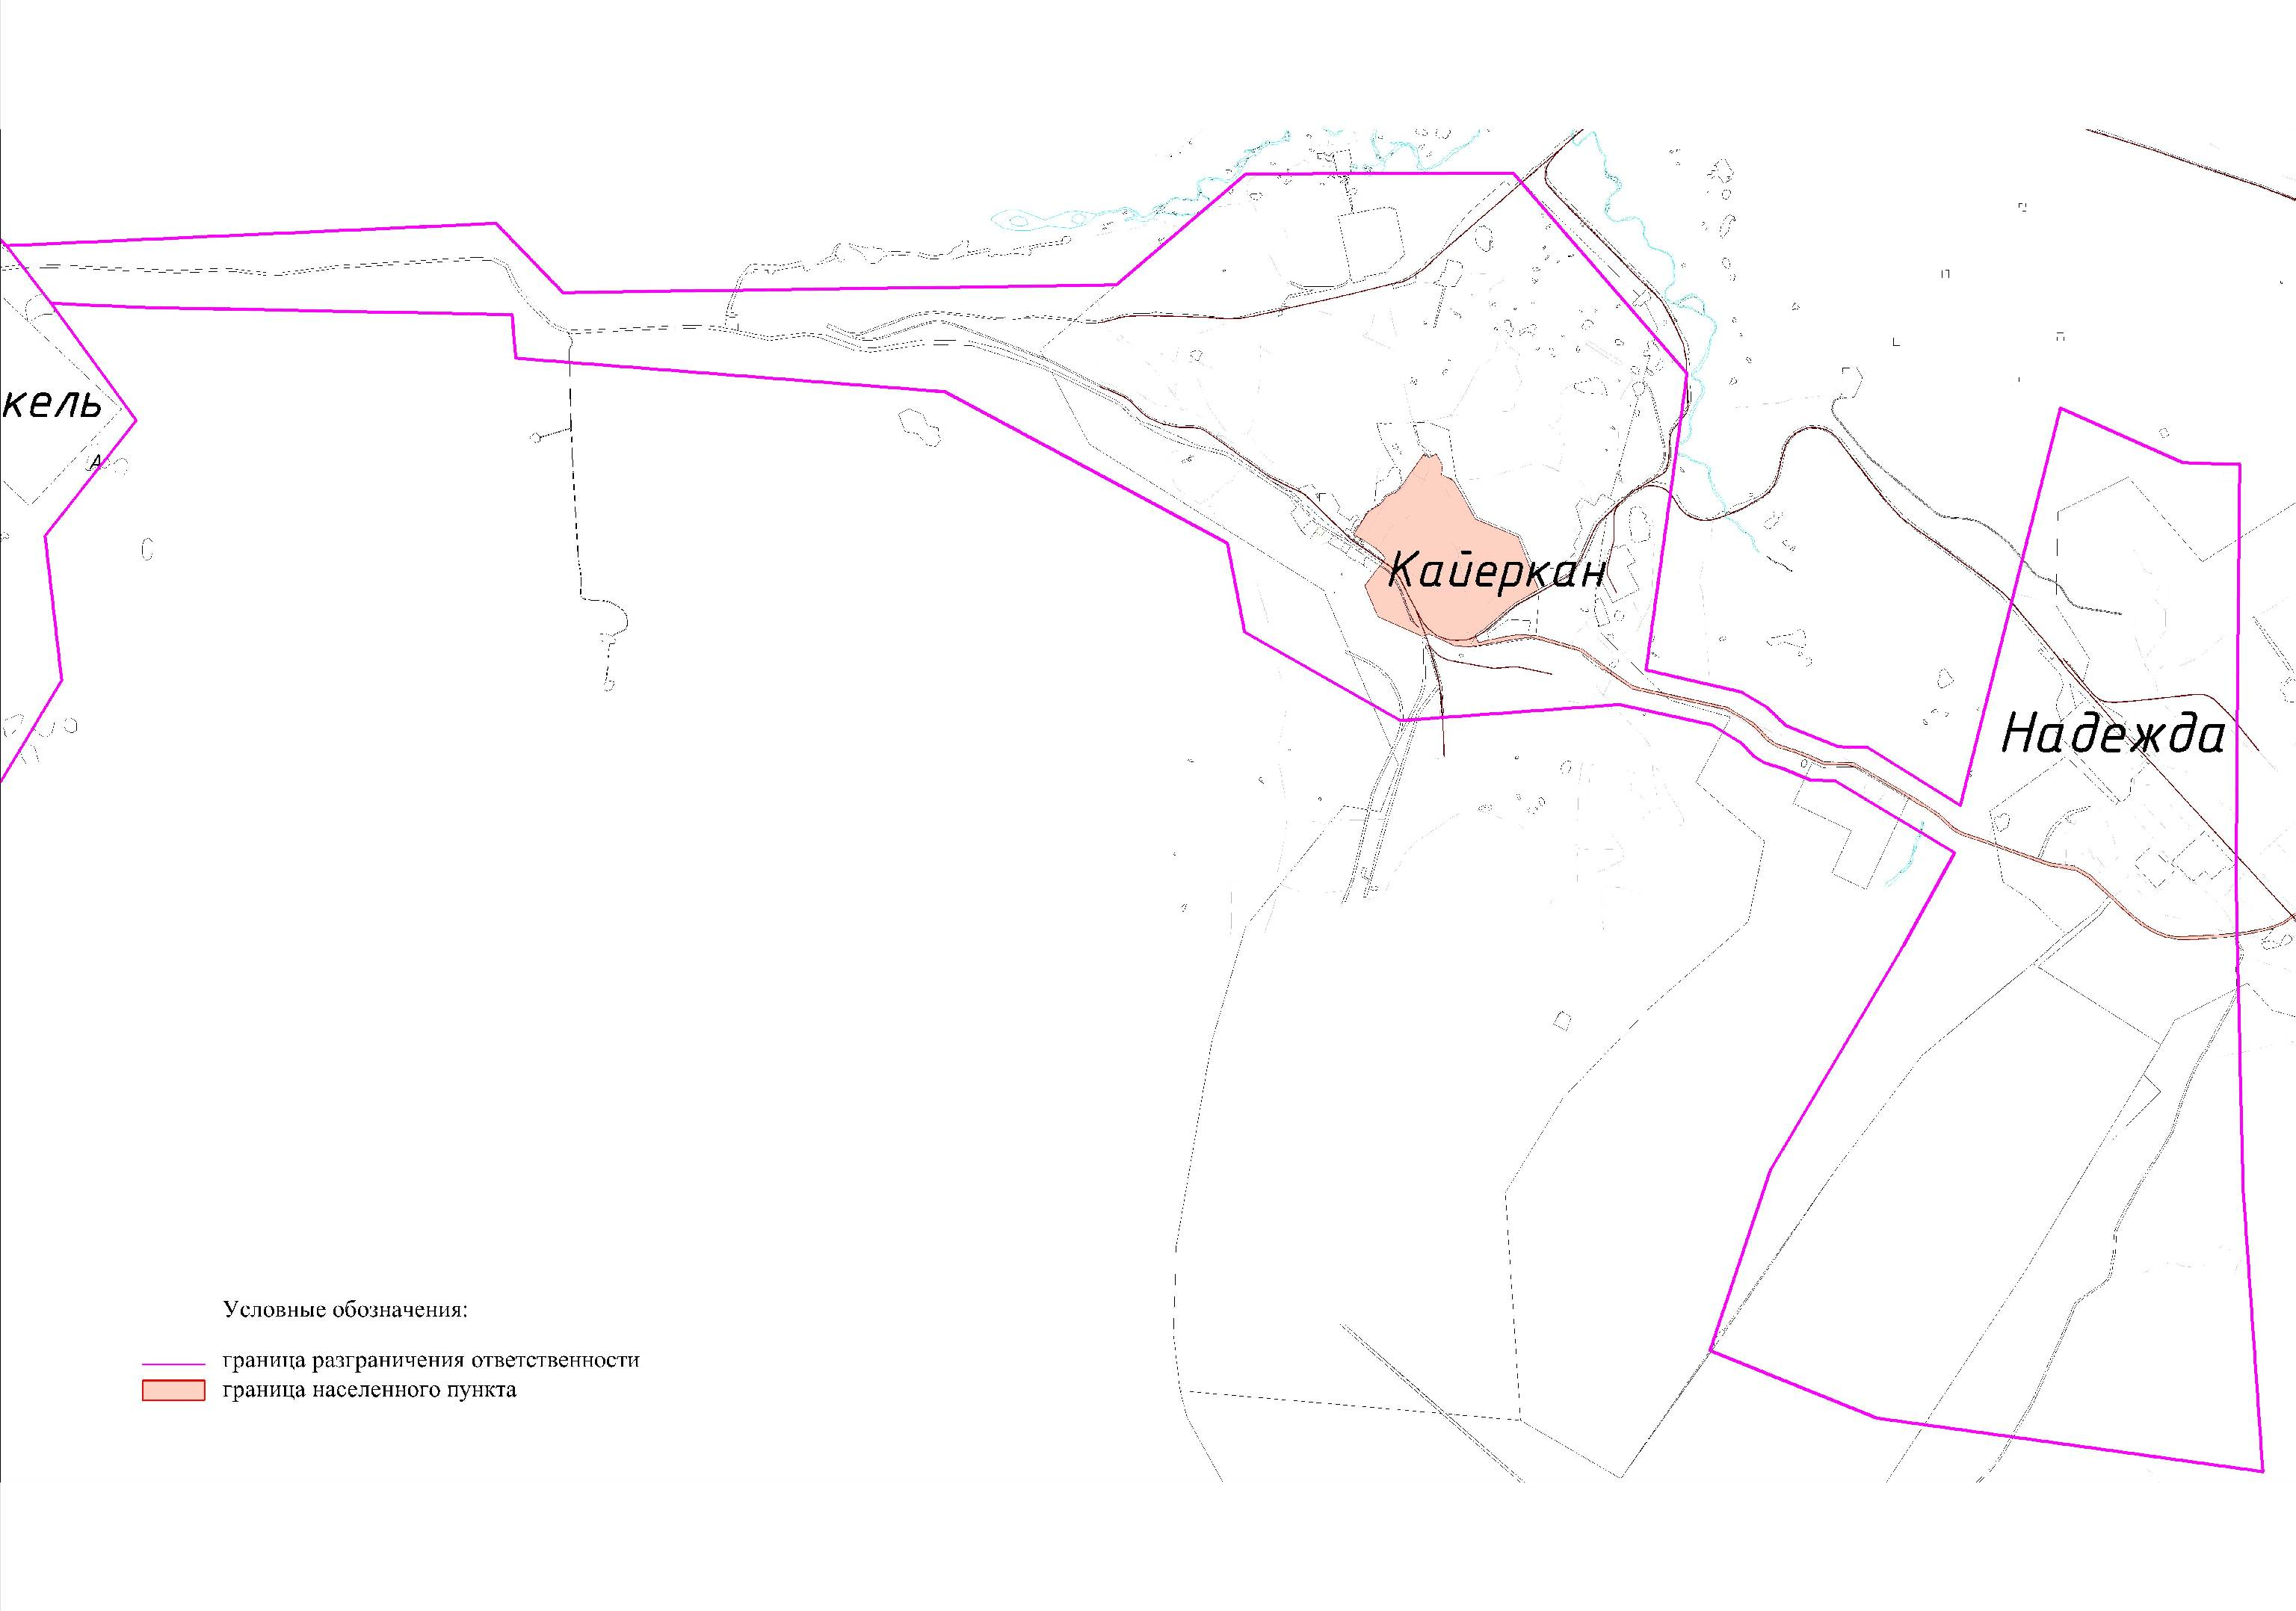 кель
А
Кайеркан
Надежда
Условные обозначения:
граница разграничения ответственности
граница населенного пункта